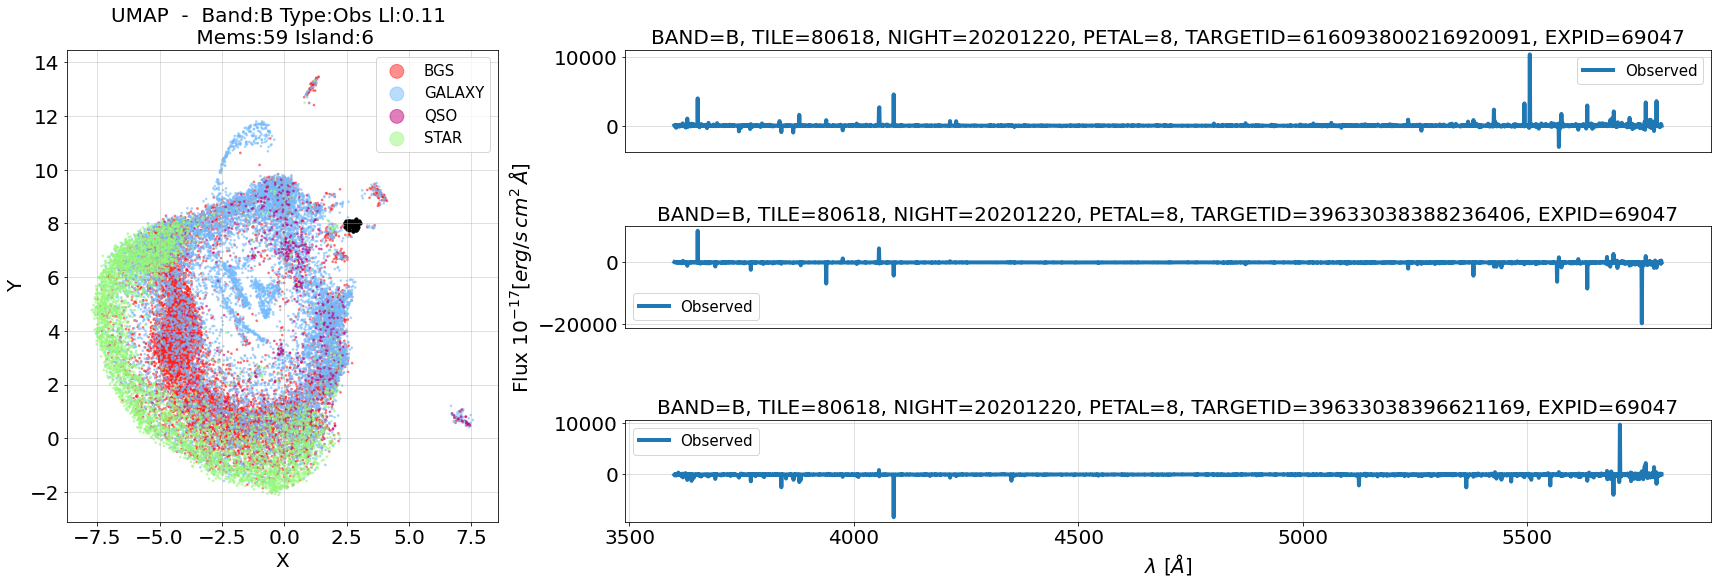 UMAP - Band:B Type:Obs Ll:0.11
Mems:59 Island:6
BGS
GALAXY
QSO
STAR
14
12
10
8
6
4
2
0
−2
Y
−7.5 −5.0 −2.5 0.0 2.5 5.0 7.5
X
Flux 10⁻¹⁷[erg/s cm² Å]
BAND=B, TILE=80618, NIGHT=20201220, PETAL=8, TARGETID=616093800216920091, EXPID=69047
10000
0
Observed
BAND=B, TILE=80618, NIGHT=20201220, PETAL=8, TARGETID=39633038388236406, EXPID=69047
0
−20000
Observed
BAND=B, TILE=80618, NIGHT=20201220, PETAL=8, TARGETID=39633038396621169, EXPID=69047
10000
0
Observed
3500 4000 4500 5000 5500
λ [Å]